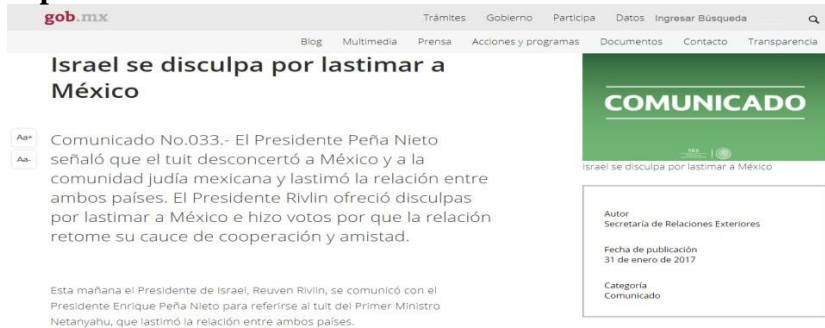 gob.mx
Trámites Gobierno Participa Datos Ingresar Búsqueda
Blog Multimedia Prensa Acciones y programas Documentos Contacto Transparencia
Israel se disculpa por lastimar a
México
Aa+
Aa-
Comunicado No.033.- El Presidente Peña Nieto
señaló que el tuit desconcertó a México y a la
comunidad judía mexicana y lastimó la relación entre
ambos países. El Presidente Rivlin ofreció disculpas
por lastimar a México e hizo votos por que la relación
retome su cauce de cooperación y amistad.
Esta mañana el Presidente de Israel, Reuven Rivlin, se comunicó con el
Presidente Enrique Peña Nieto para referirse al tuit del Primer Ministro
Netanyahu, que lastimó la relación entre ambos países.
COMUNICADO
SRE
Israel se disculpa por lastimar a México
Autor
Secretaría de Relaciones Exteriores
Fecha de publicación
31 de enero de 2017
Categoría
Comunicado